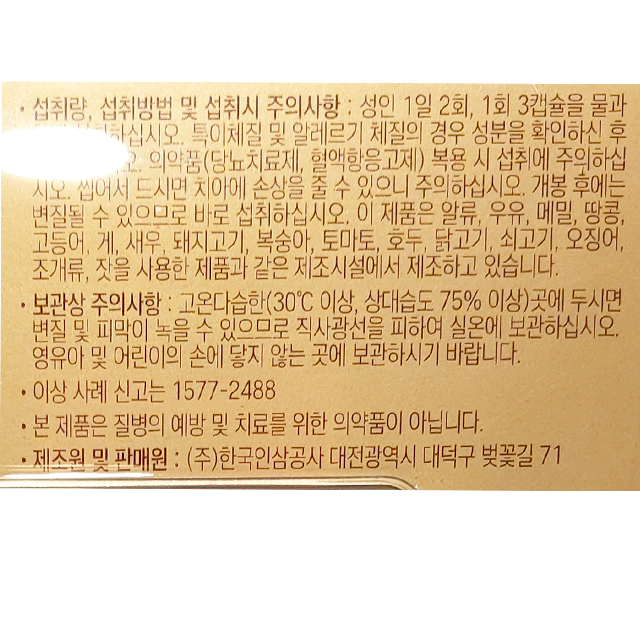 • 섭취량, 섭취방법 및 섭취시 주의사항 : 성인 1일 2회, 1회 3캡슐을 물과
섭취하십시오. 특이체질 및 알레르기 체질의 경우 성분을 확인하신 후
의약품(당뇨치료제, 혈액항응고제) 복용 시 섭취에 주의하십
시오. 씹어서 드시면 치아에 손상을 줄 수 있으니 주의하십시오. 개봉 후에는
변질될 수 있으므로 바로 섭취하십시오. 이 제품은 알류, 우유, 메밀, 땅콩,
고등어, 게, 새우, 돼지고기, 복숭아, 토마토, 호두, 닭고기, 쇠고기, 오징어,
조개류, 잣을 사용한 제품과 같은 제조시설에서 제조하고 있습니다.
• 보관상 주의사항 : 고온다습한(30℃ 이상, 상대습도 75% 이상)곳에 두시면
변질 및 피막이 녹을 수 있으므로 직사광선을 피하여 실온에 보관하십시오.
영유아 및 어린이의 손에 닿지 않는 곳에 보관하시기 바랍니다.
• 이상 사례 신고는 1577-2488
• 본 제품은 질병의 예방 및 치료를 위한 의약품이 아닙니다.
• 제조원 및 판매원 : (주)한국인삼공사 대전광역시 대덕구 벚꽃길 71